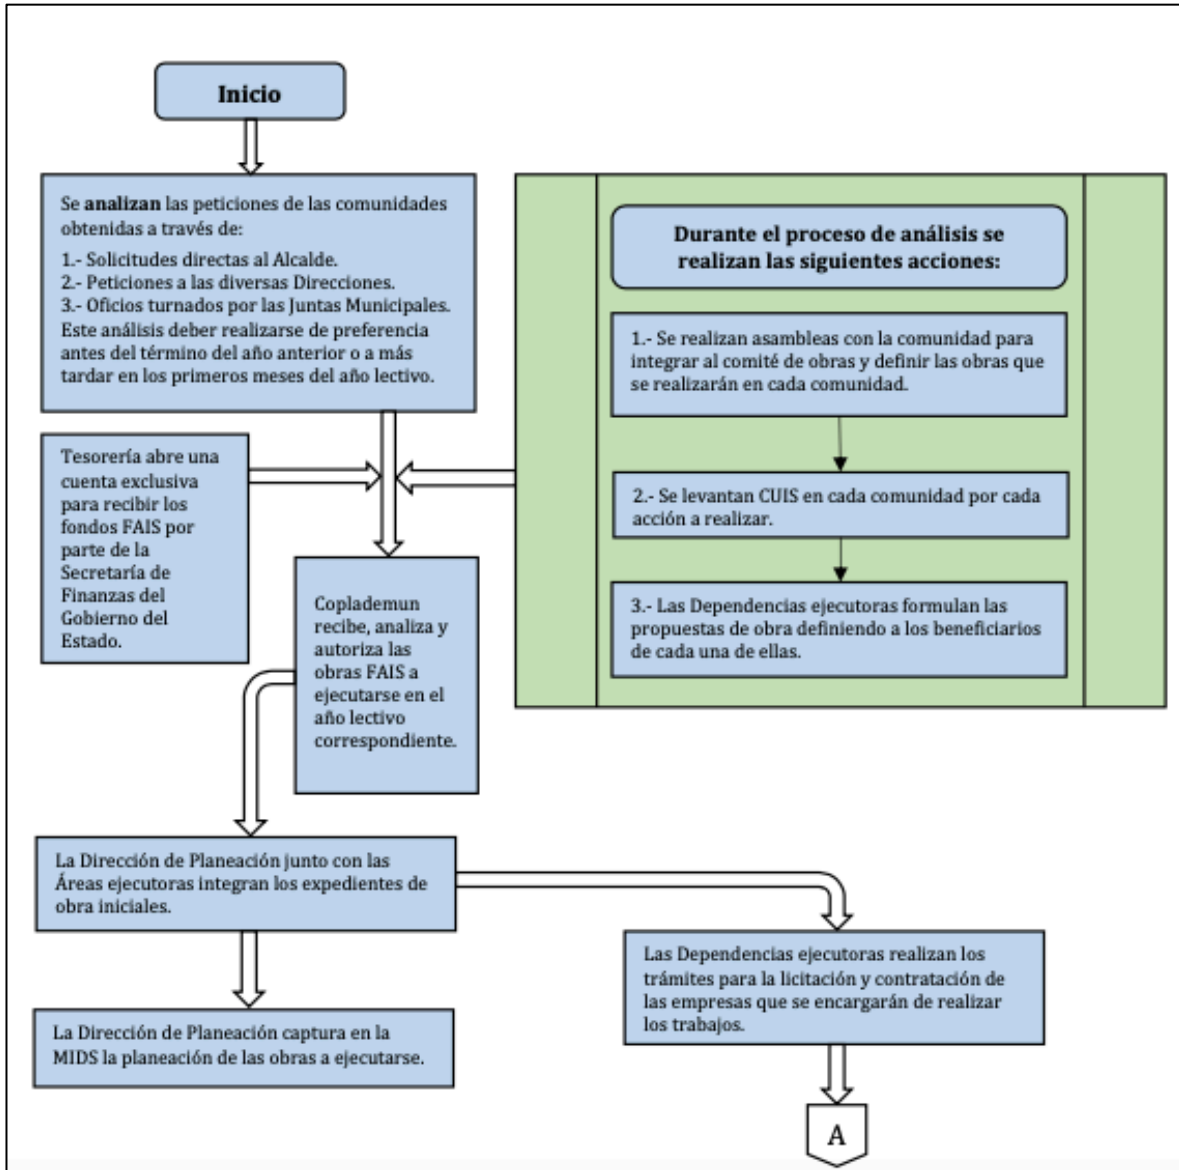 Inicio
Se analizan las peticiones de las comunidades
obtenidas a través de:
1.- Solicitudes directas al Alcalde.
2.- Peticiones a las diversas Direcciones.
3.- Oficios turnados por las Juntas Municipales.
Este análisis deber realizarse de preferencia
antes del término del año anterior o a más
tardar en los primeros meses del año lectivo.
Durante el proceso de análisis se
realizan las siguientes acciones:
1.- Se realizan asambleas con la comunidad para
integrar al comité de obras y definir las obras que
se realizarán en cada comunidad.
2.- Se levantan CUIS en cada comunidad por cada
acción a realizar.
3.- Las Dependencias ejecutoras formulan las
propuestas de obra definiendo a los beneficiarios
de cada una de ellas.
Tesorería abre una
cuenta exclusiva
para recibir los
fondos FAIS por
parte de la
Secretaría de
Finanzas del
Gobierno del
Estado.
Coplademun
recibe, analiza y
autoriza las
obras FAIS a
ejecutarse en el
año lectivo
correspondiente.
La Dirección de Planeación junto con las
Áreas ejecutoras integran los expedientes de
obra iniciales.
La Dirección de Planeación captura en la
MIDS la planeación de las obras a ejecutarse.
Las Dependencias ejecutoras realizan los
trámites para la licitación y contratación de
las empresas que se encargarán de realizar
los trabajos.
A